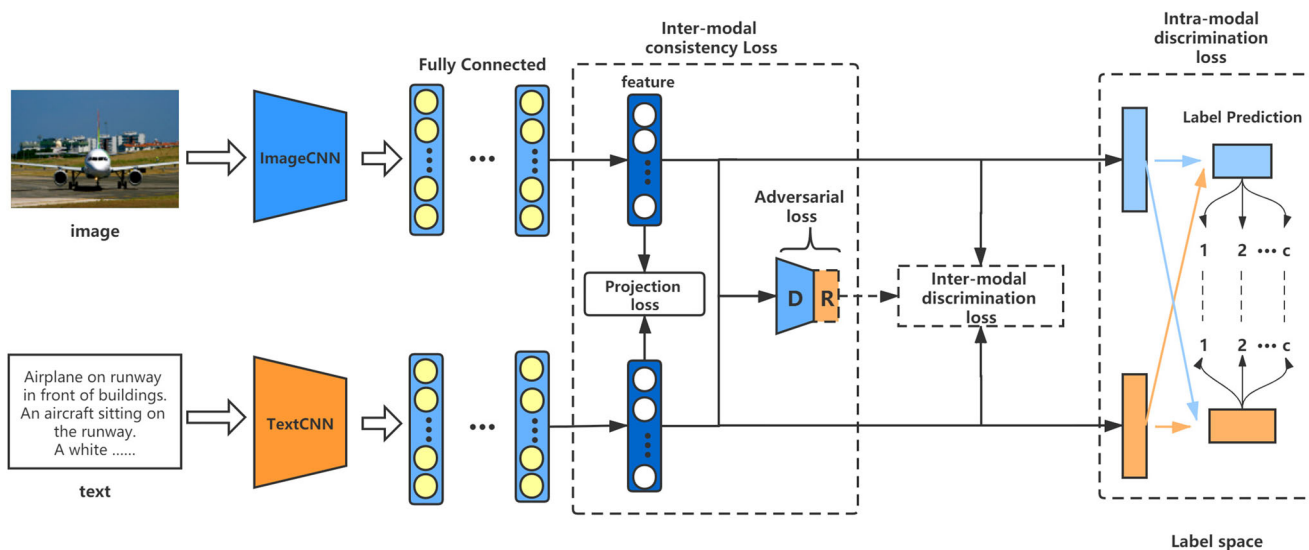 Inter-modal
consistency Loss
Intra-modal
discrimination
loss
Fully Connected
feature
Label Prediction
ImageCNN
image
Adversarial
loss
1 2 ••• c
Projection
loss
D R
Inter-modal
discrimination
loss
1 2 ••• c
Airplane on runway
in front of buildings.
An aircraft sitting on
the runway.
A white ......
TextCNN
text
Label space